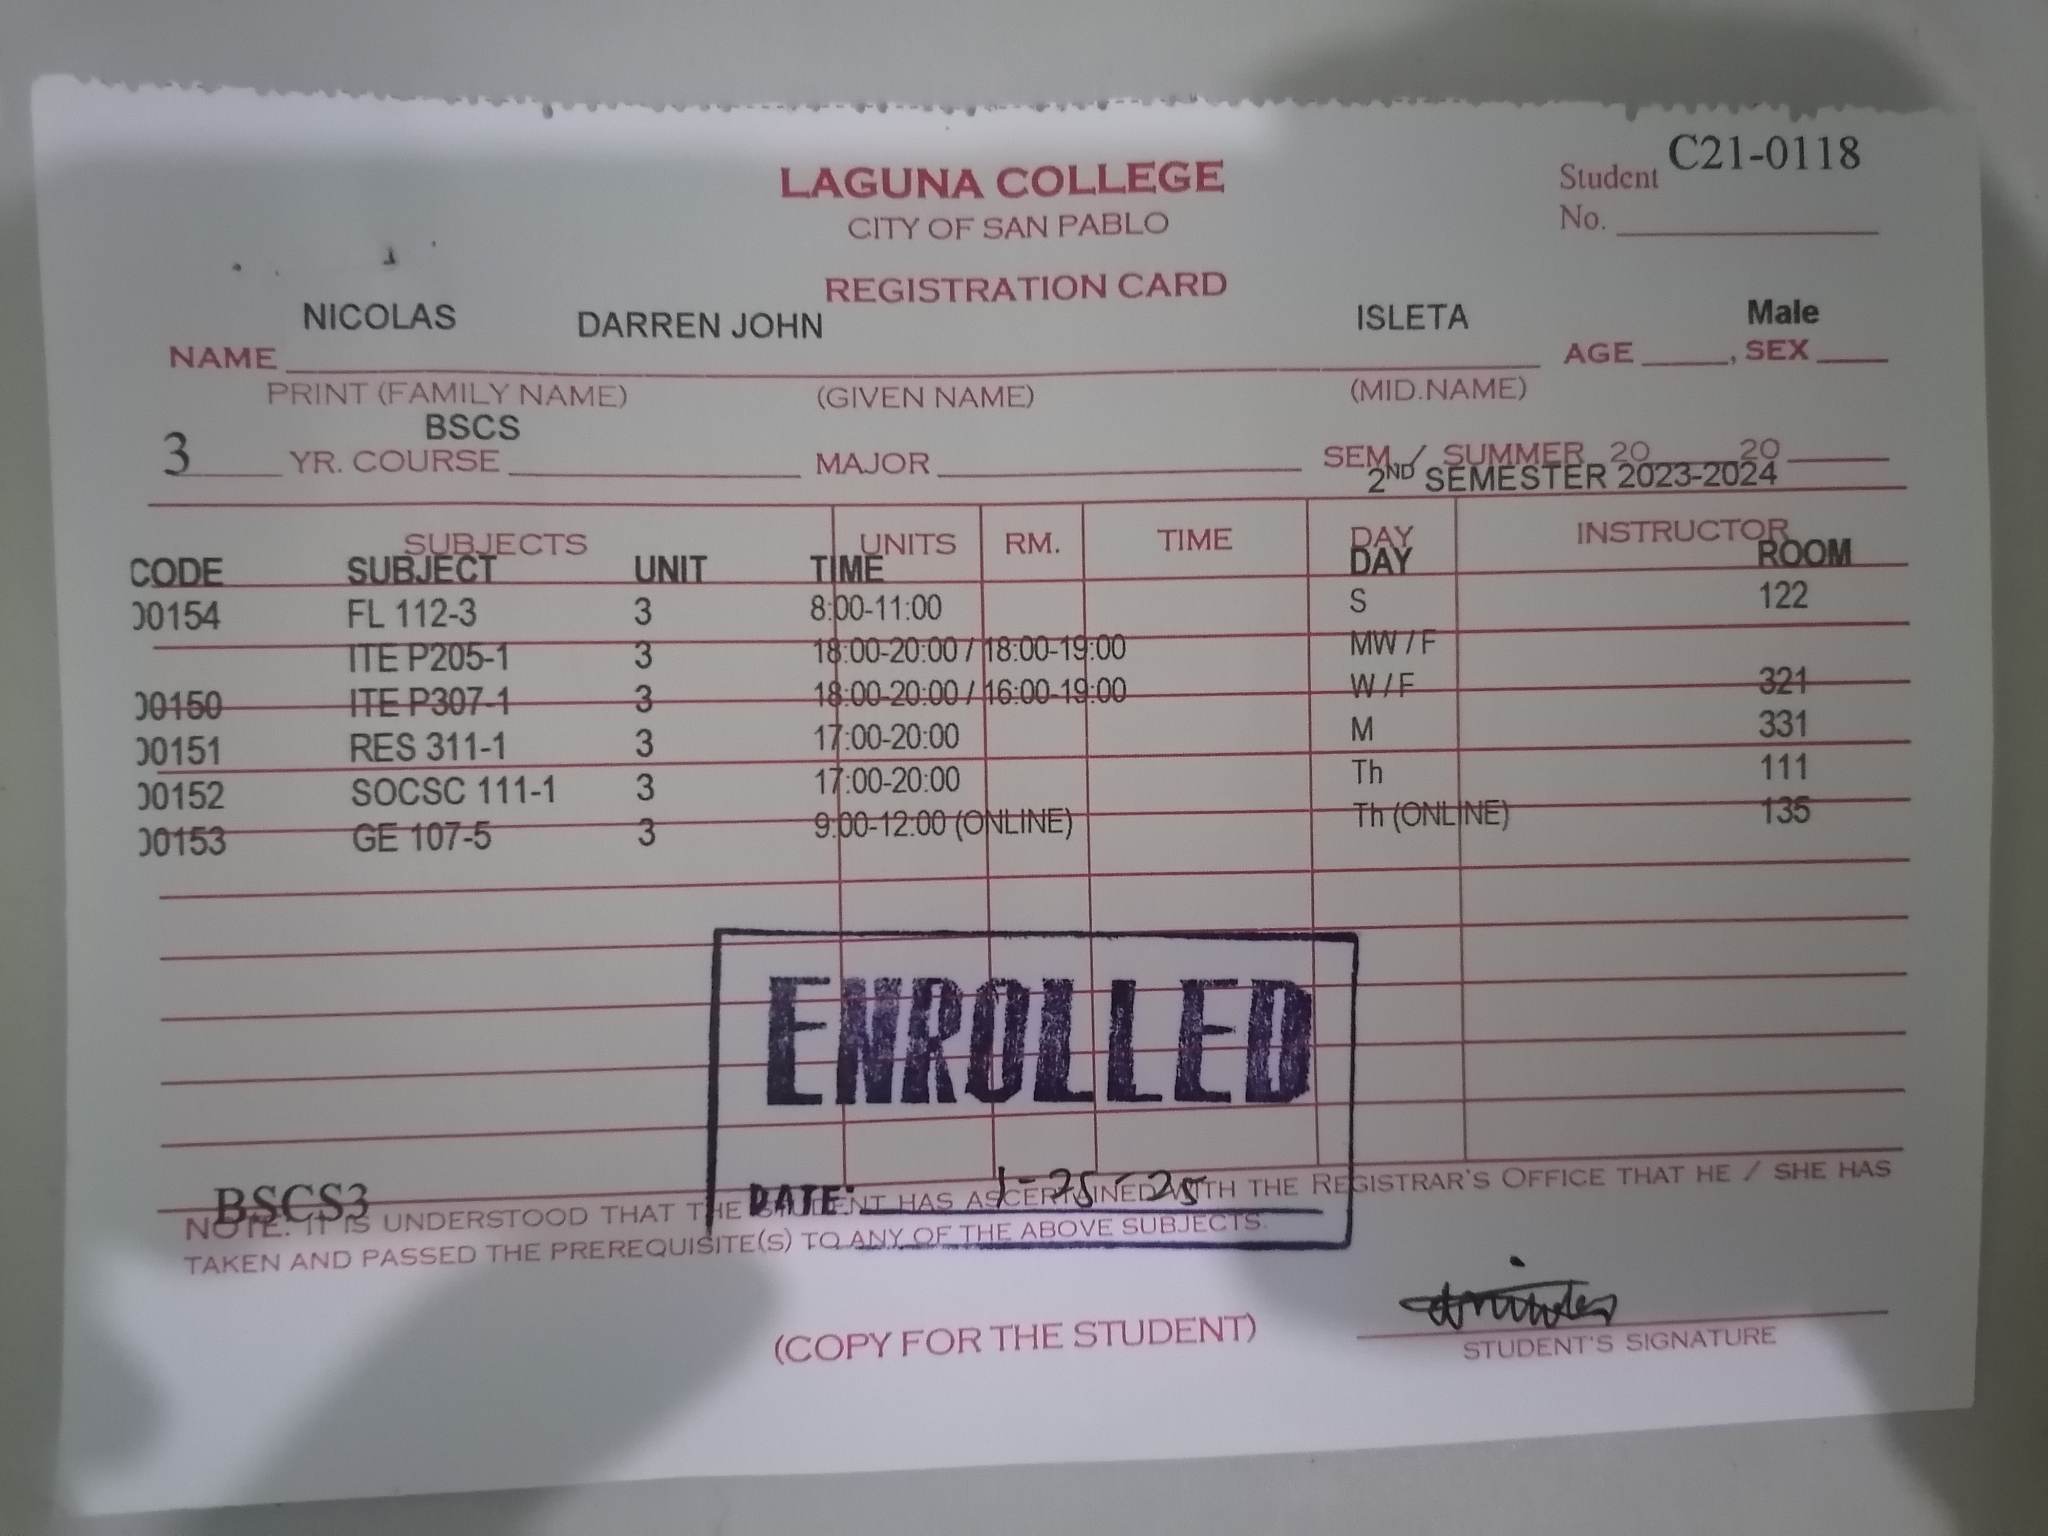 LAGUNA COLLEGE
CITY OF SAN PABLO
REGISTRATION CARD
Student No. C21-0118
NAME NICOLAS DARREN JOHN ISLETA AGE ____, SEX Male
PRINT (FAMILY NAME) (GIVEN NAME) (MID.NAME)
3 YR. COURSE BSCS MAJOR SEM / SUMMER 20 20
2ND SEMESTER 2023-2024
SUBJECTS UNITS RM. TIME DAY INSTRUCTOR
CODE SUBJECT UNIT TIME DAY ROOM
00154 FL 112-3 3 8:00-11:00 S 122
ITE P205-1 3 18:00-20:00 / 18:00-19:00 MW / F
00150 ITE P307-1 3 18:00-20:00 / 16:00-19:00 W / F 321
00151 RES 311-1 3 17:00-20:00 M 331
00152 SOCSC 111-1 3 17:00-20:00 Th 111
00153 GE 107-5 3 9:00-12:00 (ONLINE) Th (ONLINE) 135
ENROLLED
DATE: 1-25-25
BSCS3
NOTE: IT IS UNDERSTOOD THAT THE STUDENT HAS ASCERTAINED WITH THE REGISTRAR'S OFFICE THAT HE / SHE HAS
TAKEN AND PASSED THE PREREQUISITE(S) TO ANY OF THE ABOVE SUBJECTS.
(COPY FOR THE STUDENT)
STUDENT'S SIGNATURE